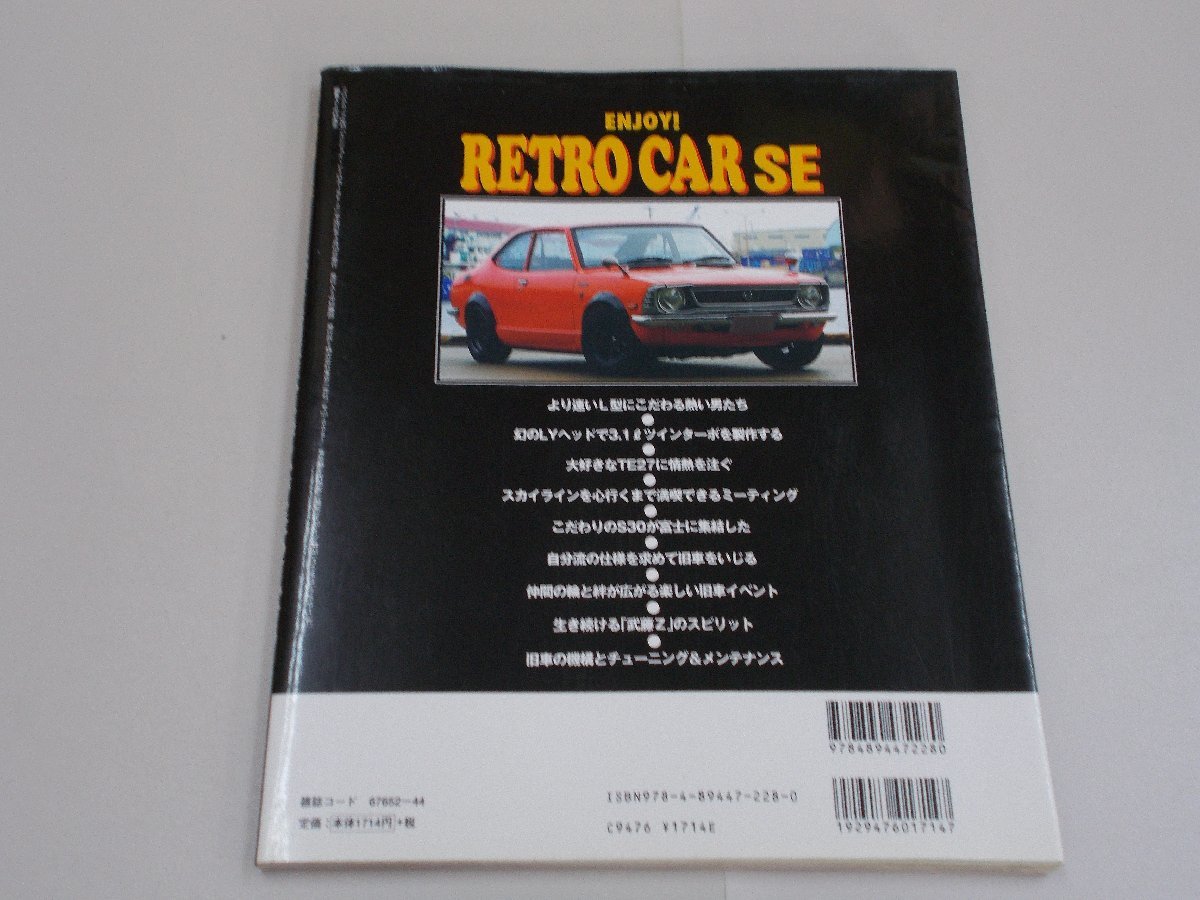 ENJOY!
RETRO CAR SE
より速いL型にこだわる熱い男たち
幻のLYヘッドで3.1ℓツインターボを製作する
大好きなTE27に情熱を注ぐ
スカイラインを心行くまで満喫できるミーティング
こだわりのS30が富士に集結した
自分流の仕様を求めて旧車をいじる
仲間の輪と絆が広がる楽しい旧車イベント
生き続ける「武藤Z」のスピリット
旧車の機構とチューニング&メンテナンス
9784894472280
雑誌コード 67652-44
ISBN978-4-89447-228-0
定価:本体1714円+税
C9476 ¥1714E
1929476017147